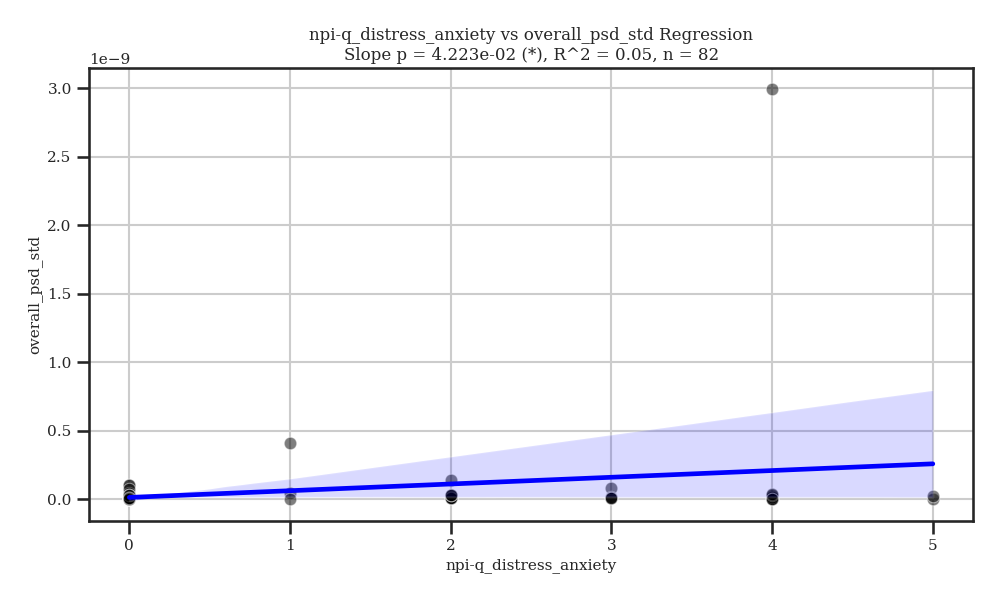 npi-q_distress_anxiety vs overall_psd_std Regression
Slope p = 4.223e-02 (*), R^2 = 0.05, n = 82
1e−9
3.0
2.5
2.0
1.5
1.0
0.5
0.0
overall_psd_std
0 1 2 3 4 5
npi-q_distress_anxiety